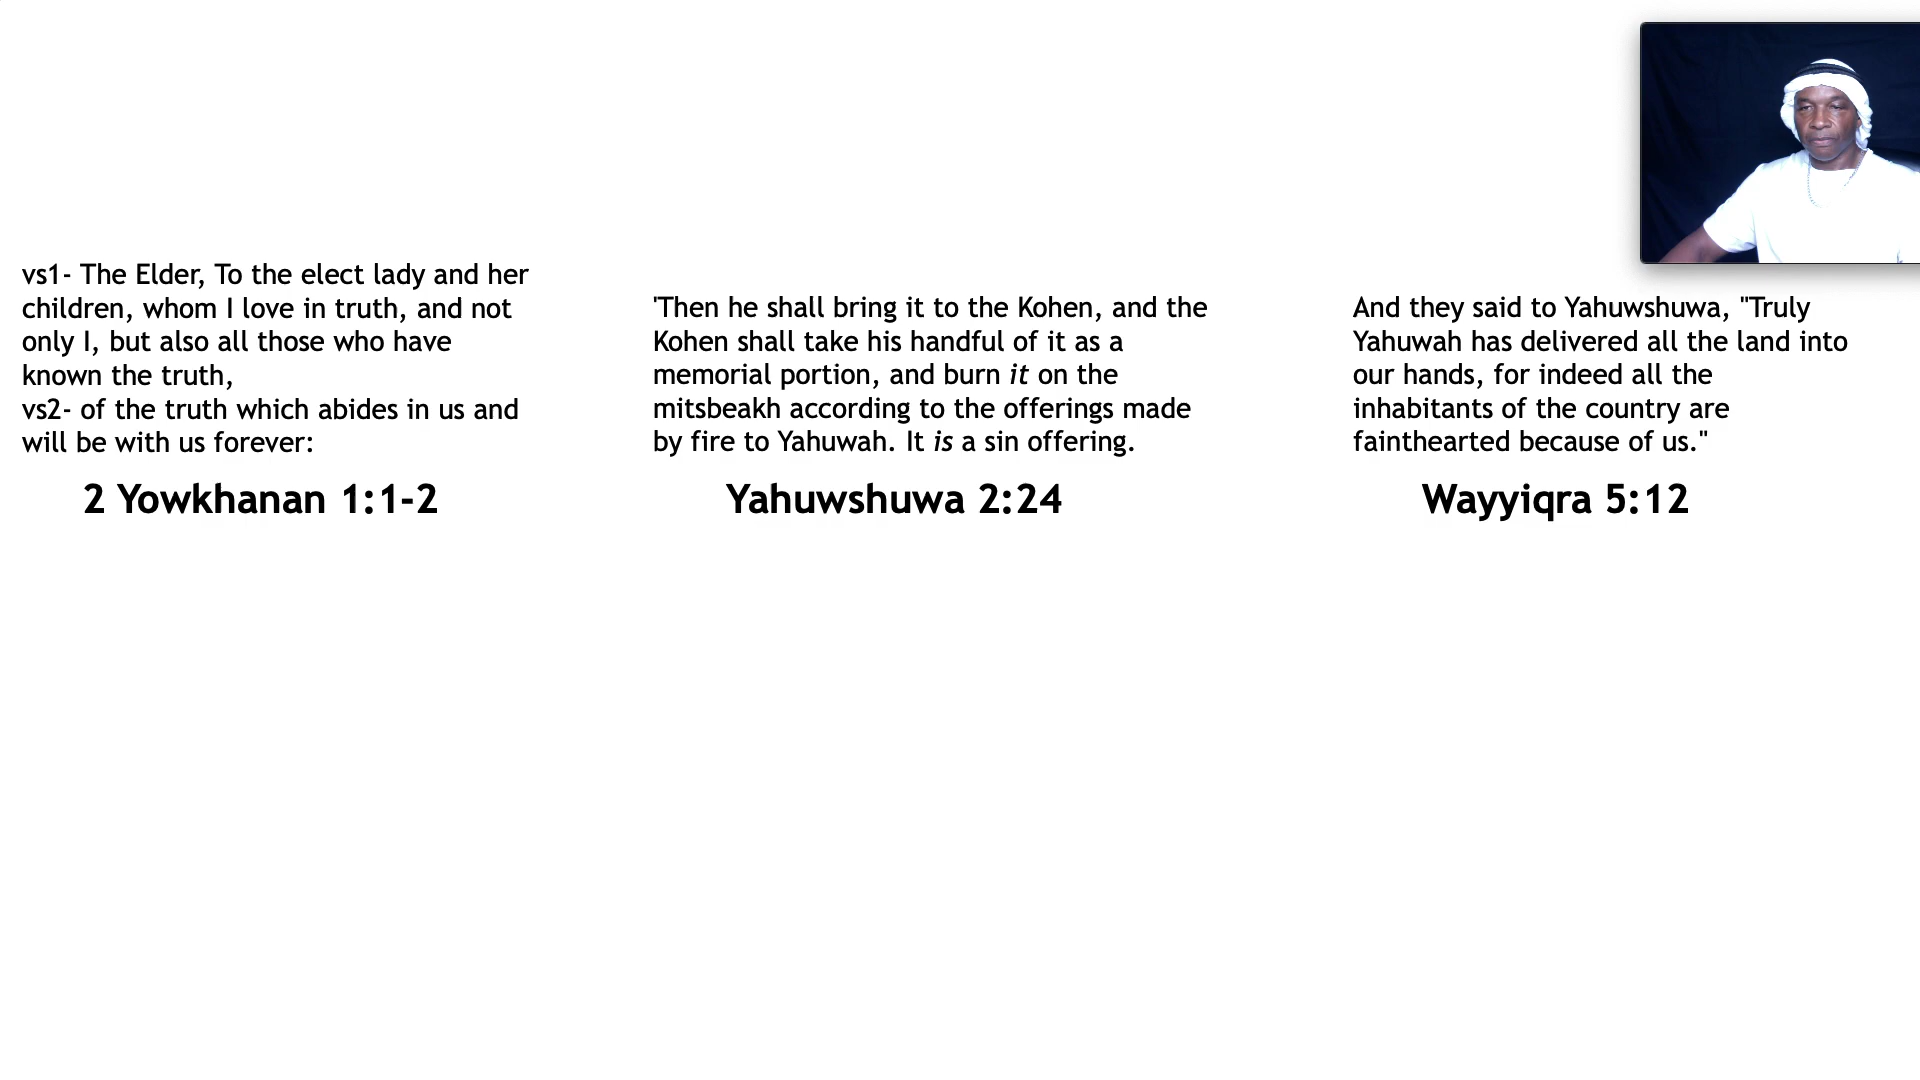 vs1- The Elder, To the elect lady and her
children, whom I love in truth, and not
only I, but also all those who have
known the truth,
vs2- of the truth which abides in us and
will be with us forever:
2 Yowkhanan 1:1-2
'Then he shall bring it to the Kohen, and the
Kohen shall take his handful of it as a
memorial portion, and burn it on the
mitsbeakh according to the offerings made
by fire to Yahuwah. It is a sin offering.
Yahuwshuwa 2:24
And they said to Yahuwshuwa, "Truly
Yahuwah has delivered all the land into
our hands, for indeed all the
inhabitants of the country are
fainthearted because of us."
Wayyiqra 5:12